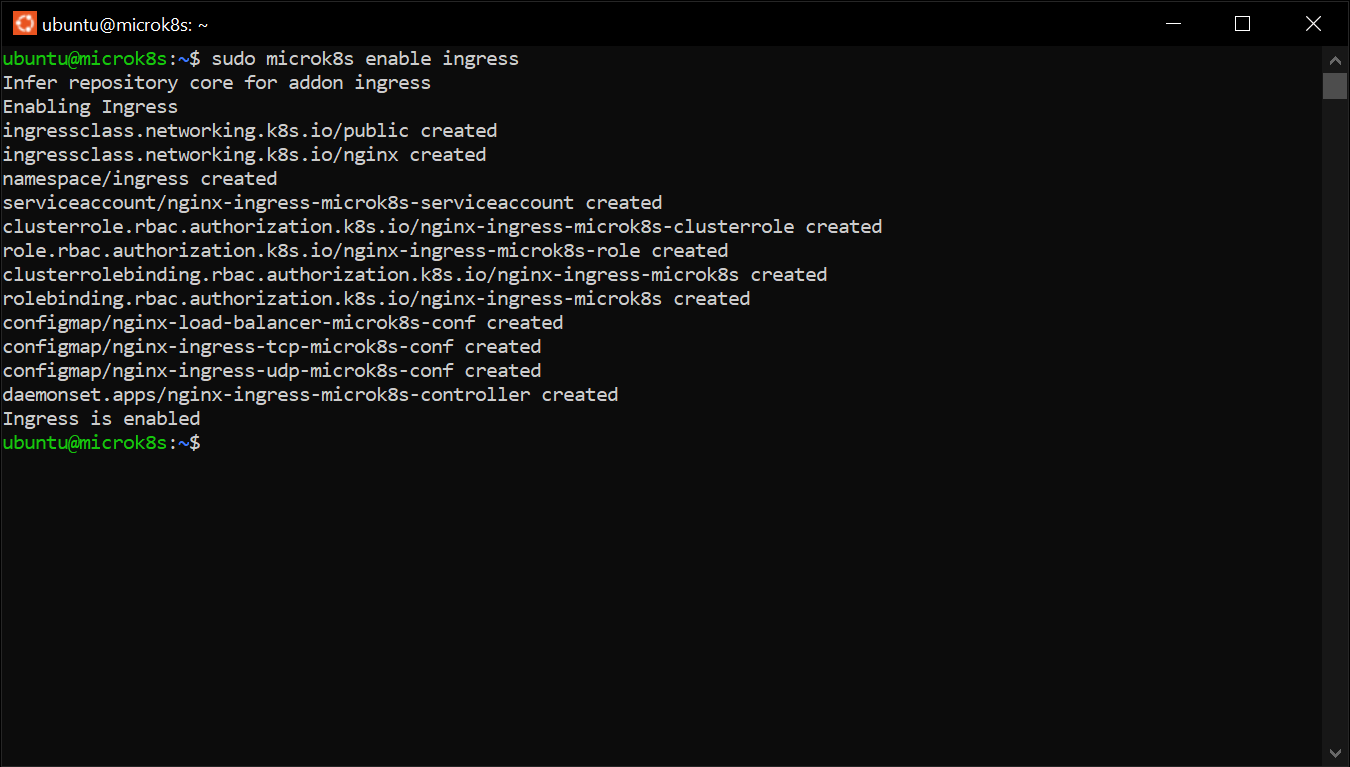 ubuntu@microk8s: ~
ubuntu@microk8s:~$ sudo microk8s enable ingress
Infer repository core for addon ingress
Enabling Ingress
ingressclass.networking.k8s.io/public created
ingressclass.networking.k8s.io/nginx created
namespace/ingress created
serviceaccount/nginx-ingress-microk8s-serviceaccount created
clusterrole.rbac.authorization.k8s.io/nginx-ingress-microk8s-clusterrole created
role.rbac.authorization.k8s.io/nginx-ingress-microk8s-role created
clusterrolebinding.rbac.authorization.k8s.io/nginx-ingress-microk8s created
rolebinding.rbac.authorization.k8s.io/nginx-ingress-microk8s created
configmap/nginx-load-balancer-microk8s-conf created
configmap/nginx-ingress-tcp-microk8s-conf created
configmap/nginx-ingress-udp-microk8s-conf created
daemonset.apps/nginx-ingress-microk8s-controller created
Ingress is enabled
ubuntu@microk8s:~$